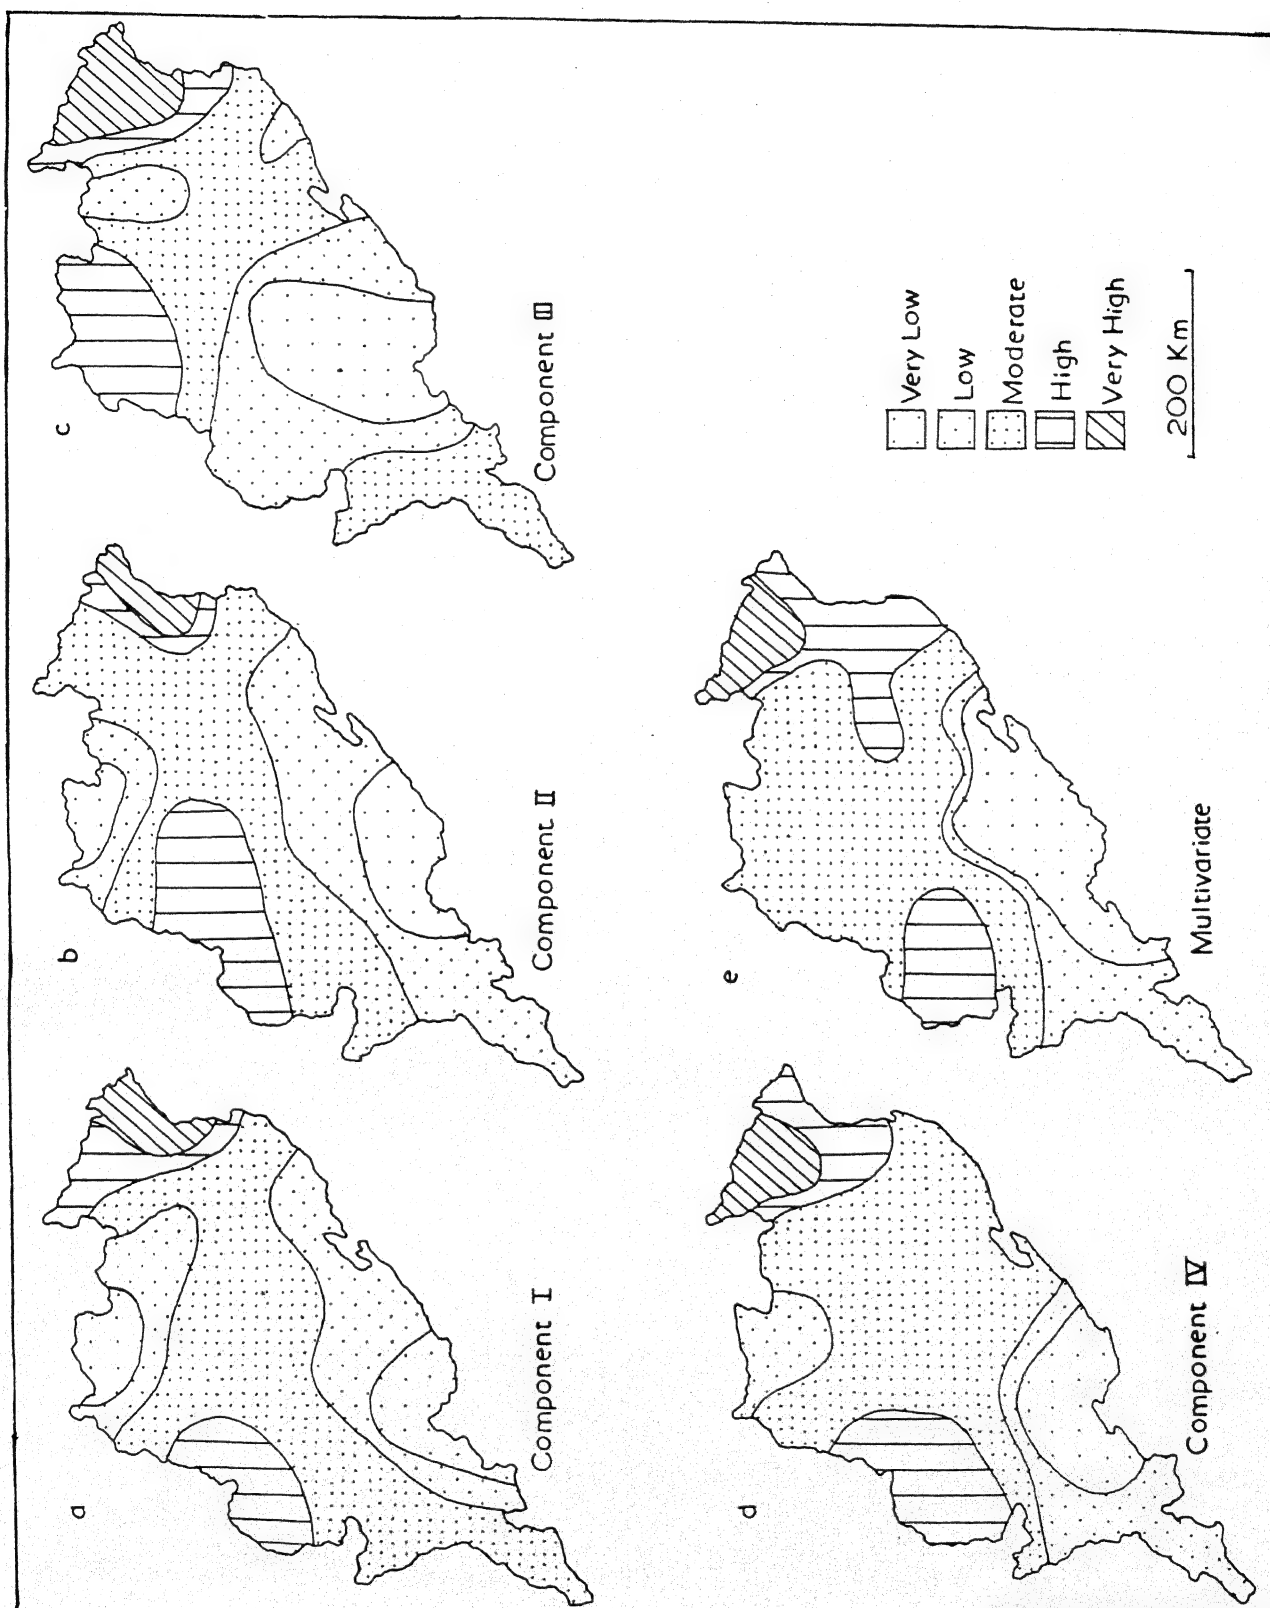 a
Component I
b
Component II
c
Component III
d
Component IV
e
Multivariate
Very Low
Low
Moderate
High
Very High
200 Km